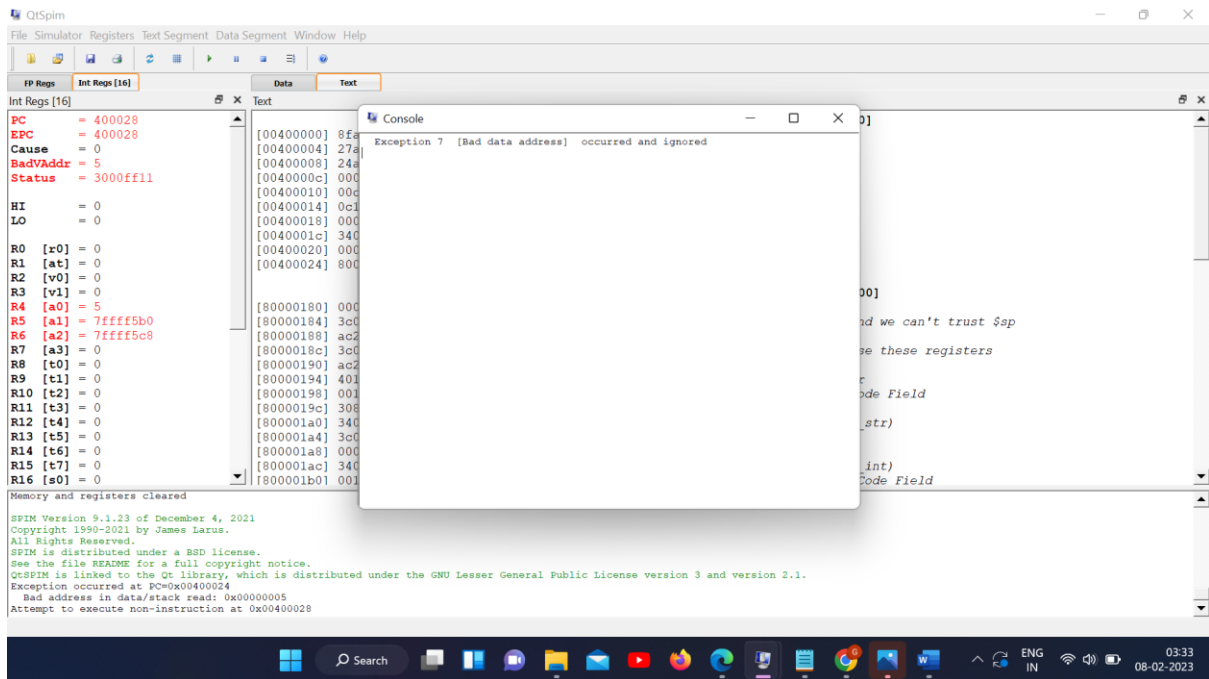 QtSpim
File Simulator Registers Text Segment Data Segment Window Help
FP Regs Int Regs [16] Data Text
Int Regs [16]
PC = 400028
EPC = 400028
Cause = 0
BadVAddr = 5
Status = 3000ff11
HI = 0
LO = 0
R0 [r0] = 0
R1 [at] = 0
R2 [v0] = 0
R3 [v1] = 0
R4 [a0] = 5
R5 [a1] = 7ffff5b0
R6 [a2] = 7ffff5c8
R7 [a3] = 0
R8 [t0] = 0
R9 [t1] = 0
R10 [t2] = 0
R11 [t3] = 0
R12 [t4] = 0
R13 [t5] = 0
R14 [t6] = 0
R15 [t7] = 0
R16 [s0] = 0
Text
[00400000] 8fa
[00400004] 27a
[00400008] 24a
[0040000c] 000
[00400010] 00c
[00400014] 0c1
[00400018] 000
[0040001c] 340
[00400020] 000
[00400024] 800
[80000180] 000
[80000184] 3c0
[80000188] ac2
[8000018c] 3c0
[80000190] ac2
[80000194] 401
[80000198] 001
[8000019c] 308
[800001a0] 340
[800001a4] 3c0
[800001a8] 000
[800001ac] 340
[800001b0] 001
Console
Exception 7 [Bad data address] occurred and ignored
0]
00]
nd we can't trust $sp
se these registers
r
ode Field
_str)
_int)
Code Field
Memory and registers cleared
SPIM Version 9.1.23 of December 4, 2021
Copyright 1990-2021 by James Larus.
All Rights Reserved.
SPIM is distributed under a BSD license.
See the file README for a full copyright notice.
QtSPIM is linked to the Qt library, which is distributed under the GNU Lesser General Public License version 3 and version 2.1.
Exception occurred at PC=0x00400024
Bad address in data/stack read: 0x00000005
Attempt to execute non-instruction at 0x00400028
Search
ENG
IN
03:33
08-02-2023